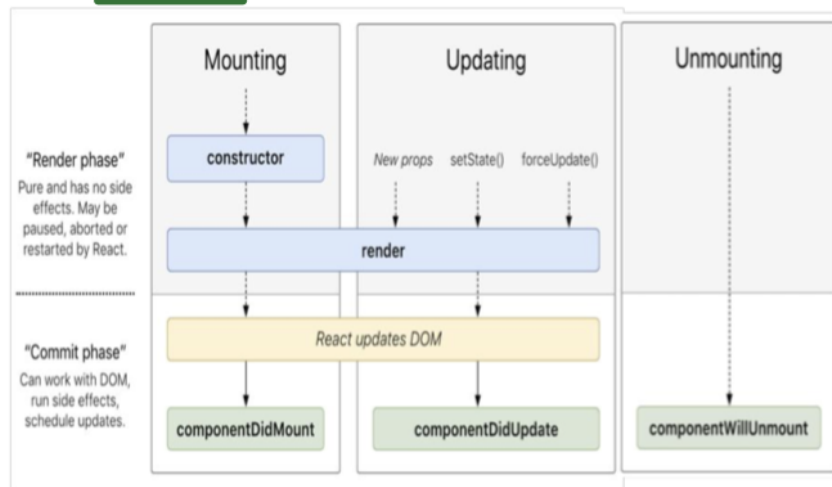 Mounting
Updating
Unmounting
"Render phase"
Pure and has no side
effects. May be
paused, aborted or
restarted by React.
constructor
New props
setState()
forceUpdate()
render
"Commit phase"
Can work with DOM,
run side effects,
schedule updates.
React updates DOM
componentDidMount
componentDidUpdate
componentWillUnmount